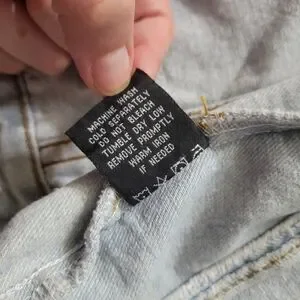 MACHINE WASH
COLD SEPARATELY
DO NOT BLEACH
TUMBLE DRY LOW
REMOVE PROMPTLY
WARM IRON
IF NEEDED